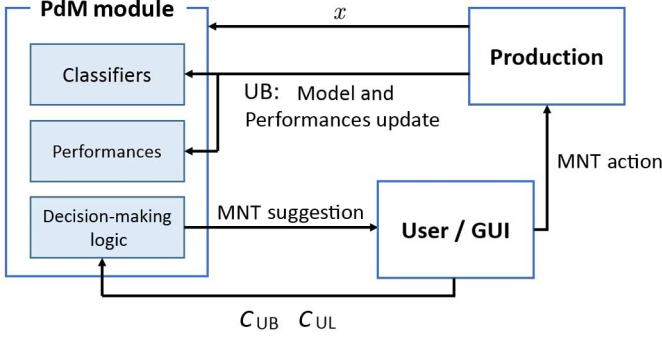 PdM module
x
Classifiers
Production
UB: Model and
Performances update
Performances
MNT action
Decision-making
logic
MNT suggestion
User / GUI
C UB C UL